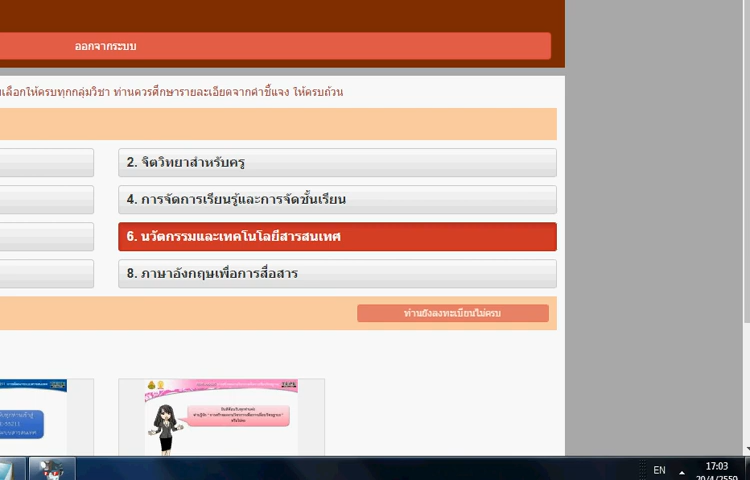 ออกจากระบบ
เลือกให้ครบทุกกลุ่มวิชา ท่านควรศึกษารายละเอียดจากคำชี้แจง ให้ครบถ้วน
2. จิตวิทยาสำหรับครู
4. การจัดการเรียนรู้และการจัดชั้นเรียน
6. นวัตกรรมและเทคโนโลยีสารสนเทศ
8. ภาษาอังกฤษเพื่อการสื่อสาร
ท่านยังลงทะเบียนไม่ครบ
EN
17:03
20/4/2559